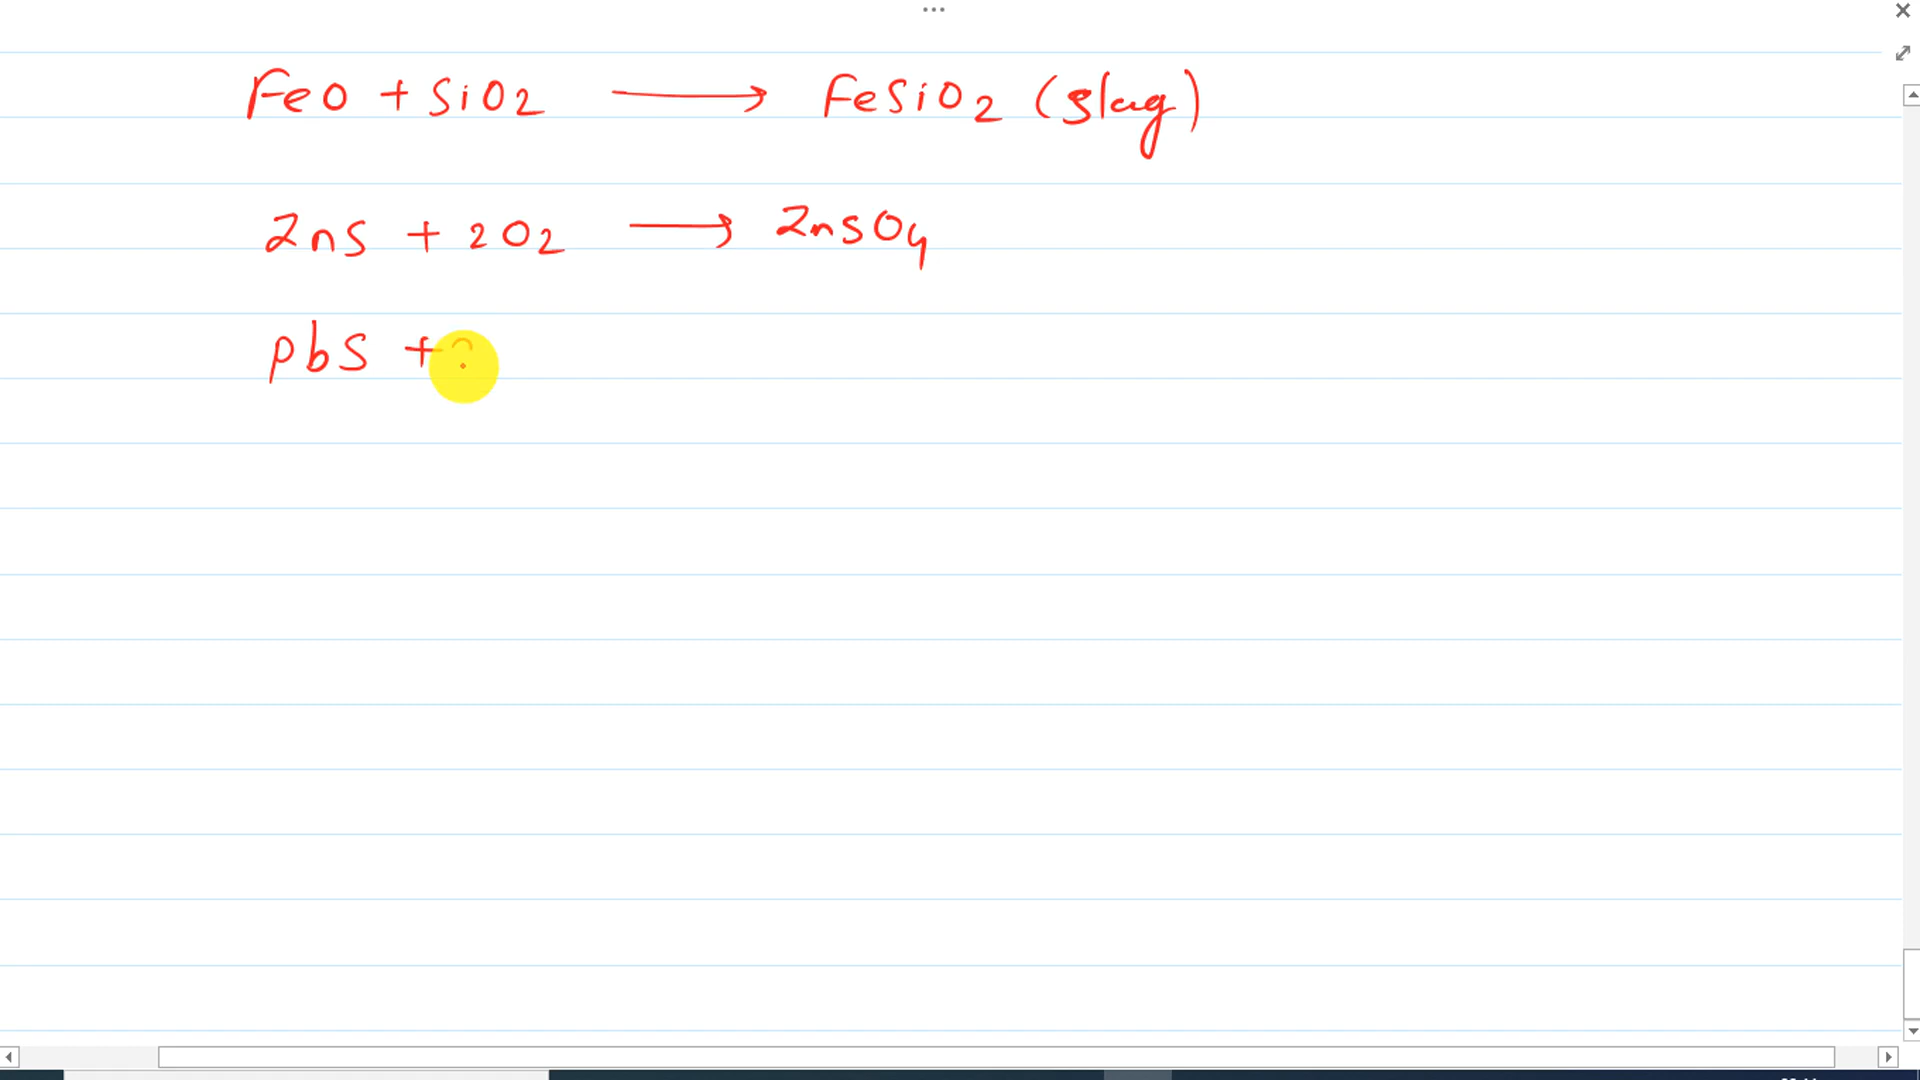 FeO + SiO2 ⟶ FeSiO2 (slag)
ZnS + 2O2 ⟶ ZnSO4
PbS +